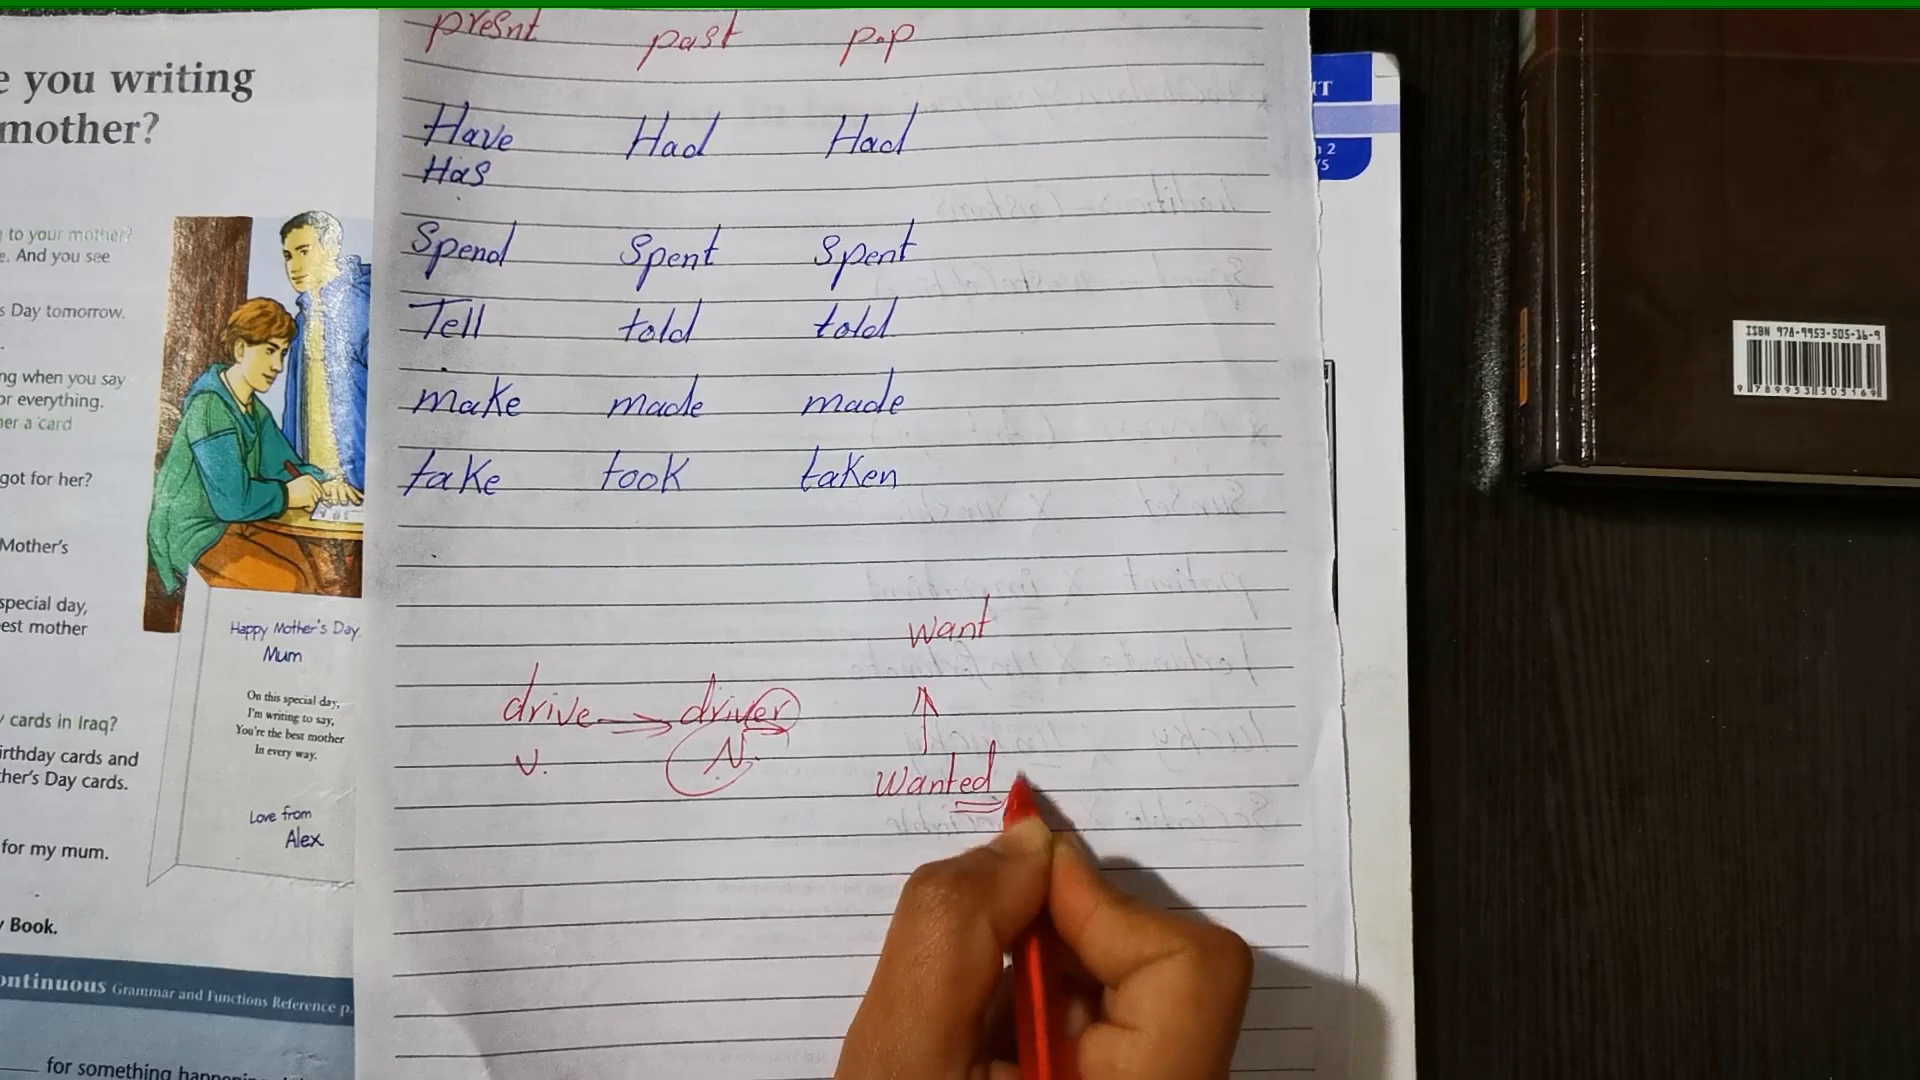 presnt past p.p
Have Had Had
Has
Spend Spent Spent
Tell told told
make made made
take took taken
want
drive driver
v. N.
wanted
e you writing
mother?
to your mother?
e. And you see
s Day tomorrow.
ng when you say
or everything.
her a card
got for her?
Mother's
special day,
est mother
y cards in Iraq?
irthday cards and
ther's Day cards.
for my mum.
y Book.
ontinuous Grammar and Functions Reference p.
for something
Happy Mother's Day
Mum
On this special day,
I'm writing to say,
You're the best mother
In every way.
Love from
Alex
ISBN 978-9953-505-16-9
9 789953 505169